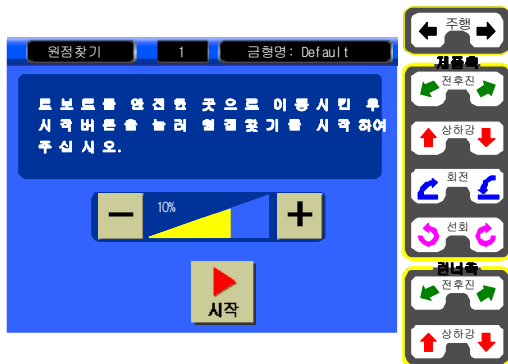 원점찾기
1
금형명: Default
로보트를 안전한 곳으로 이동시킨 후
시작버튼을 눌러 원점찾기를 시작하여
주십시오.
10%
시작
주행
제품측
전후진
상하강
회전
선회
런너측
전후진
상하강